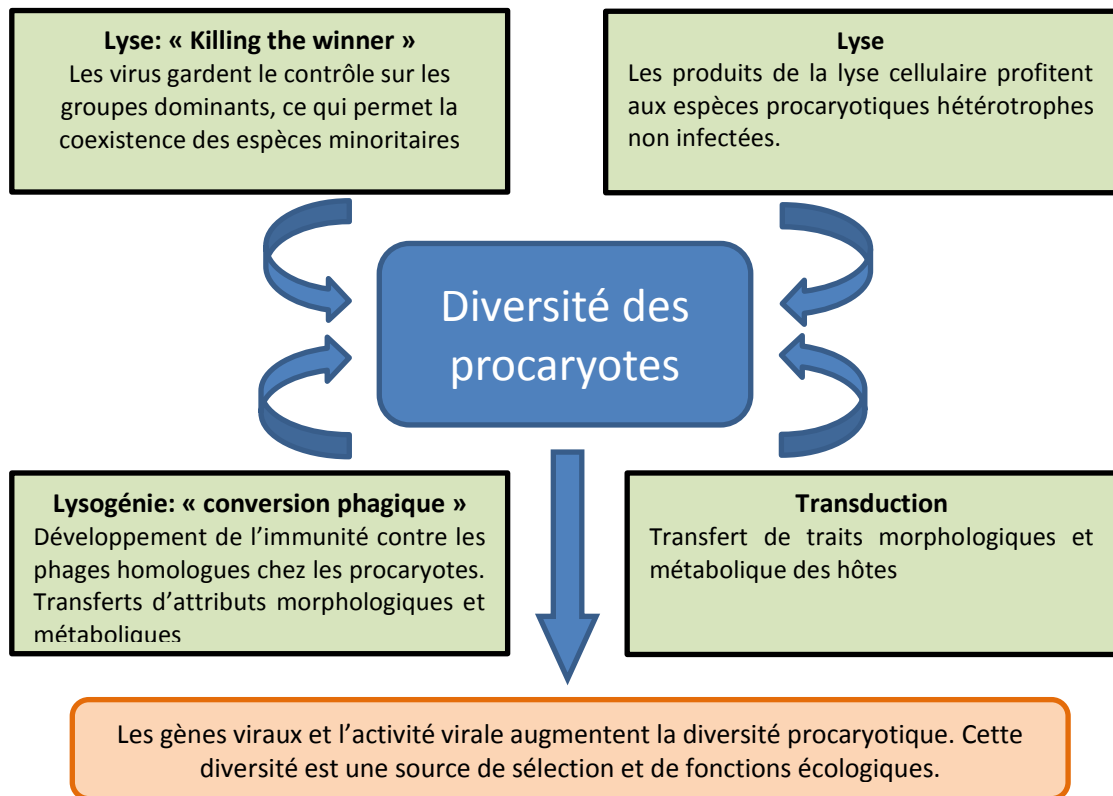 Lyse: « Killing the winner »
Les virus gardent le contrôle sur les
groupes dominants, ce qui permet la
coexistence des espèces minoritaires
Lyse
Les produits de la lyse cellulaire profitent
aux espèces procaryotiques hétérotrophes
non infectées.
Diversité des
procaryotes
Lysogénie: « conversion phagique »
Développement de l’immunité contre les
phages homologues chez les procaryotes.
Transferts d’attributs morphologiques et
métaboliques
Transduction
Transfert de traits morphologiques et
métabolique des hôtes
Les gènes viraux et l’activité virale augmentent la diversité procaryotique. Cette
diversité est une source de sélection et de fonctions écologiques.